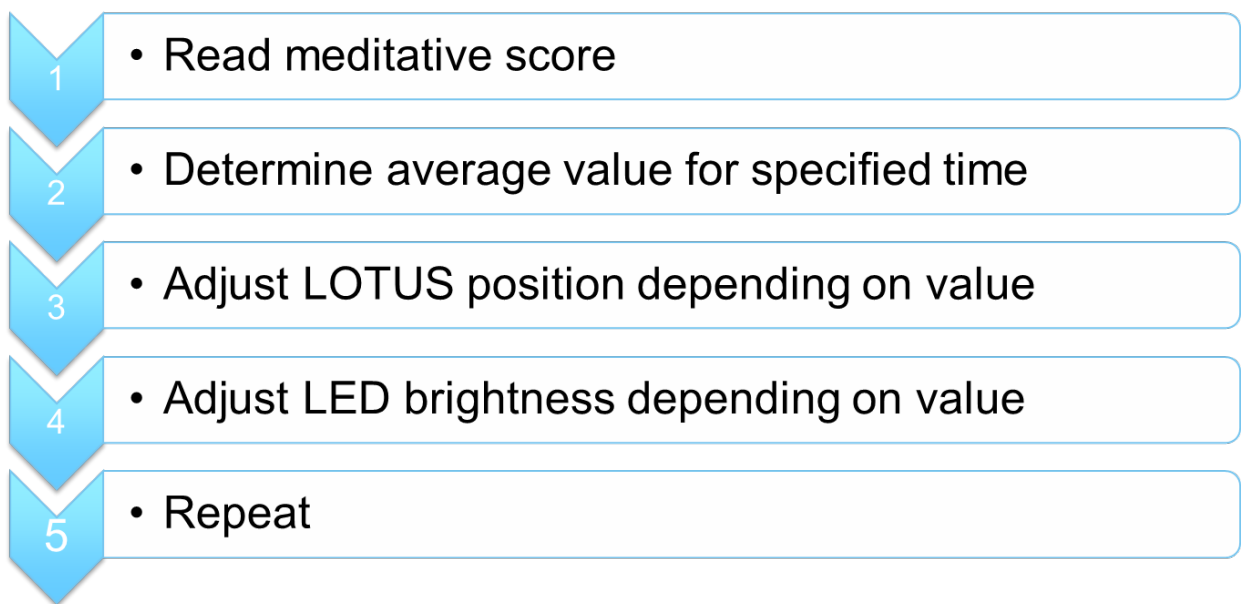 1
• Read meditative score
2
• Determine average value for specified time
3
• Adjust LOTUS position depending on value
4
• Adjust LED brightness depending on value
5
• Repeat